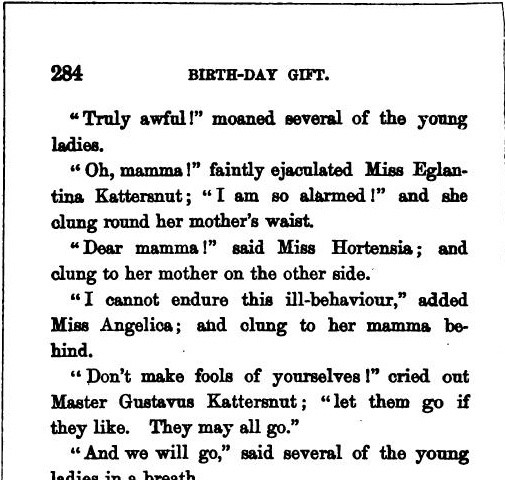 284 BIRTH-DAY GIFT.
"Truly awful!" moaned several of the young
ladies.
"Oh, mamma!" faintly ejaculated Miss Eglan-
tina Kattersnut; "I am so alarmed!" and she
clung round her mother's waist.
"Dear mamma!" said Miss Hortensia; and
clung to her mother on the other side.
"I cannot endure this ill-behaviour," added
Miss Angelica; and clung to her mamma be-
hind.
"Don't make fools of yourselves!" cried out
Master Gustavus Kattersnut; "let them go if
they like. They may all go."
"And we will go," said several of the young
ladies in a breath